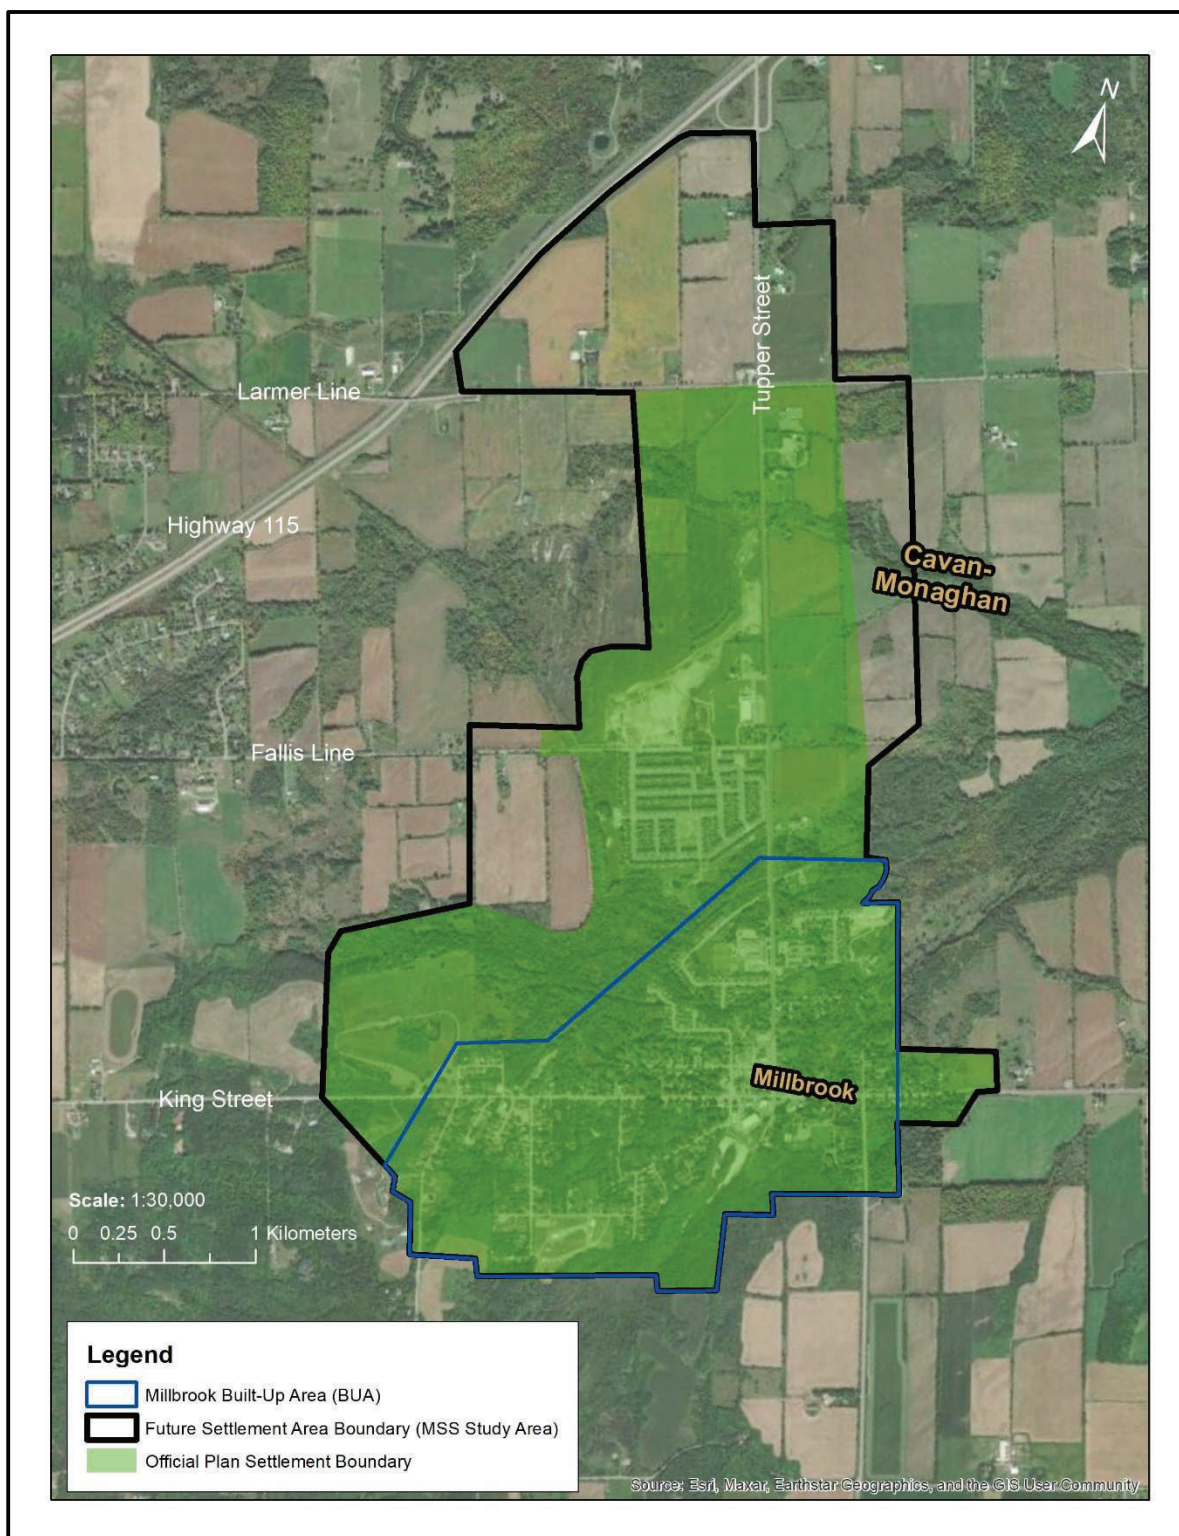 N
Tupper Street
Larmer Line
Highway 115
Cavan-
Monaghan
Fallis Line
Millbrook
King Street
Scale: 1:30,000
0 0.25 0.5 1 Kilometers
Legend
Millbrook Built-Up Area (BUA)
Future Settlement Area Boundary (MSS Study Area)
Official Plan Settlement Boundary
Source: Esri, Maxar, Earthstar Geographics, and the GIS User Community